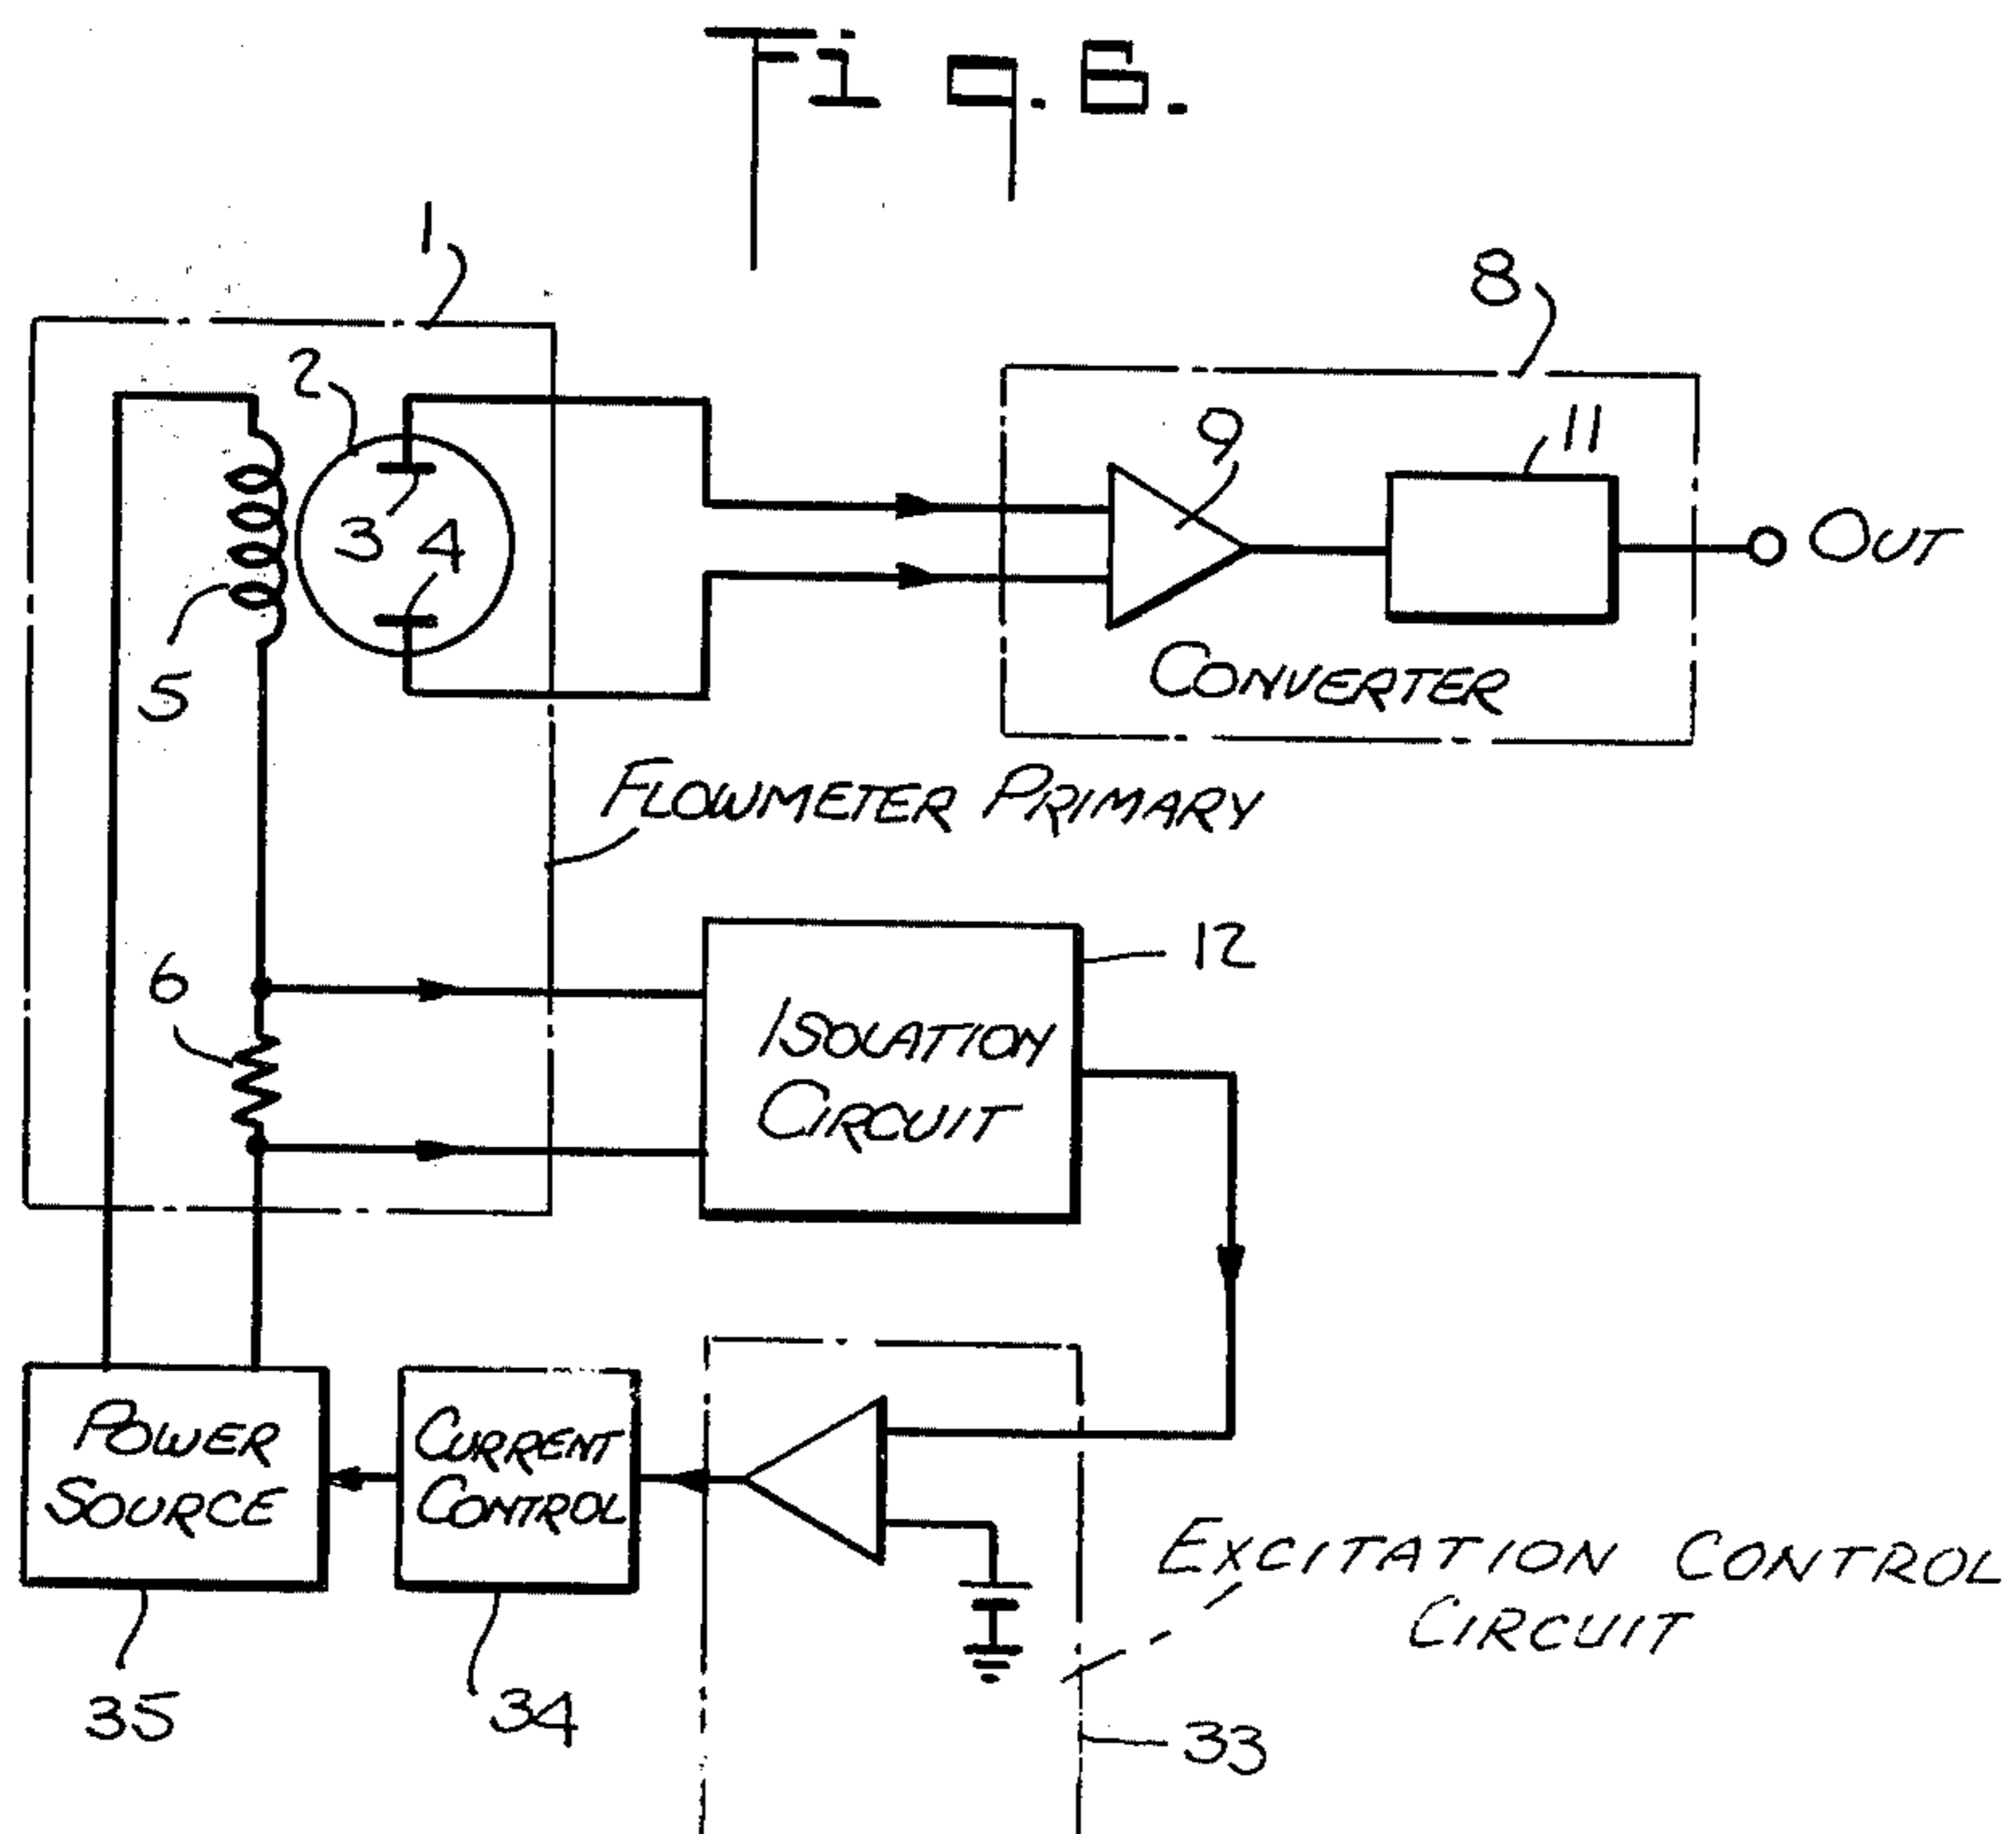 Fig. 6.
1
8
2
9
11
3
4
OUT
5
CONVERTER
FLOWMETER PRIMARY
12
6
ISOLATION
CIRCUIT
POWER
SOURCE
CURRENT
CONTROL
EXCITATION CONTROL
CIRCUIT
35
34
33